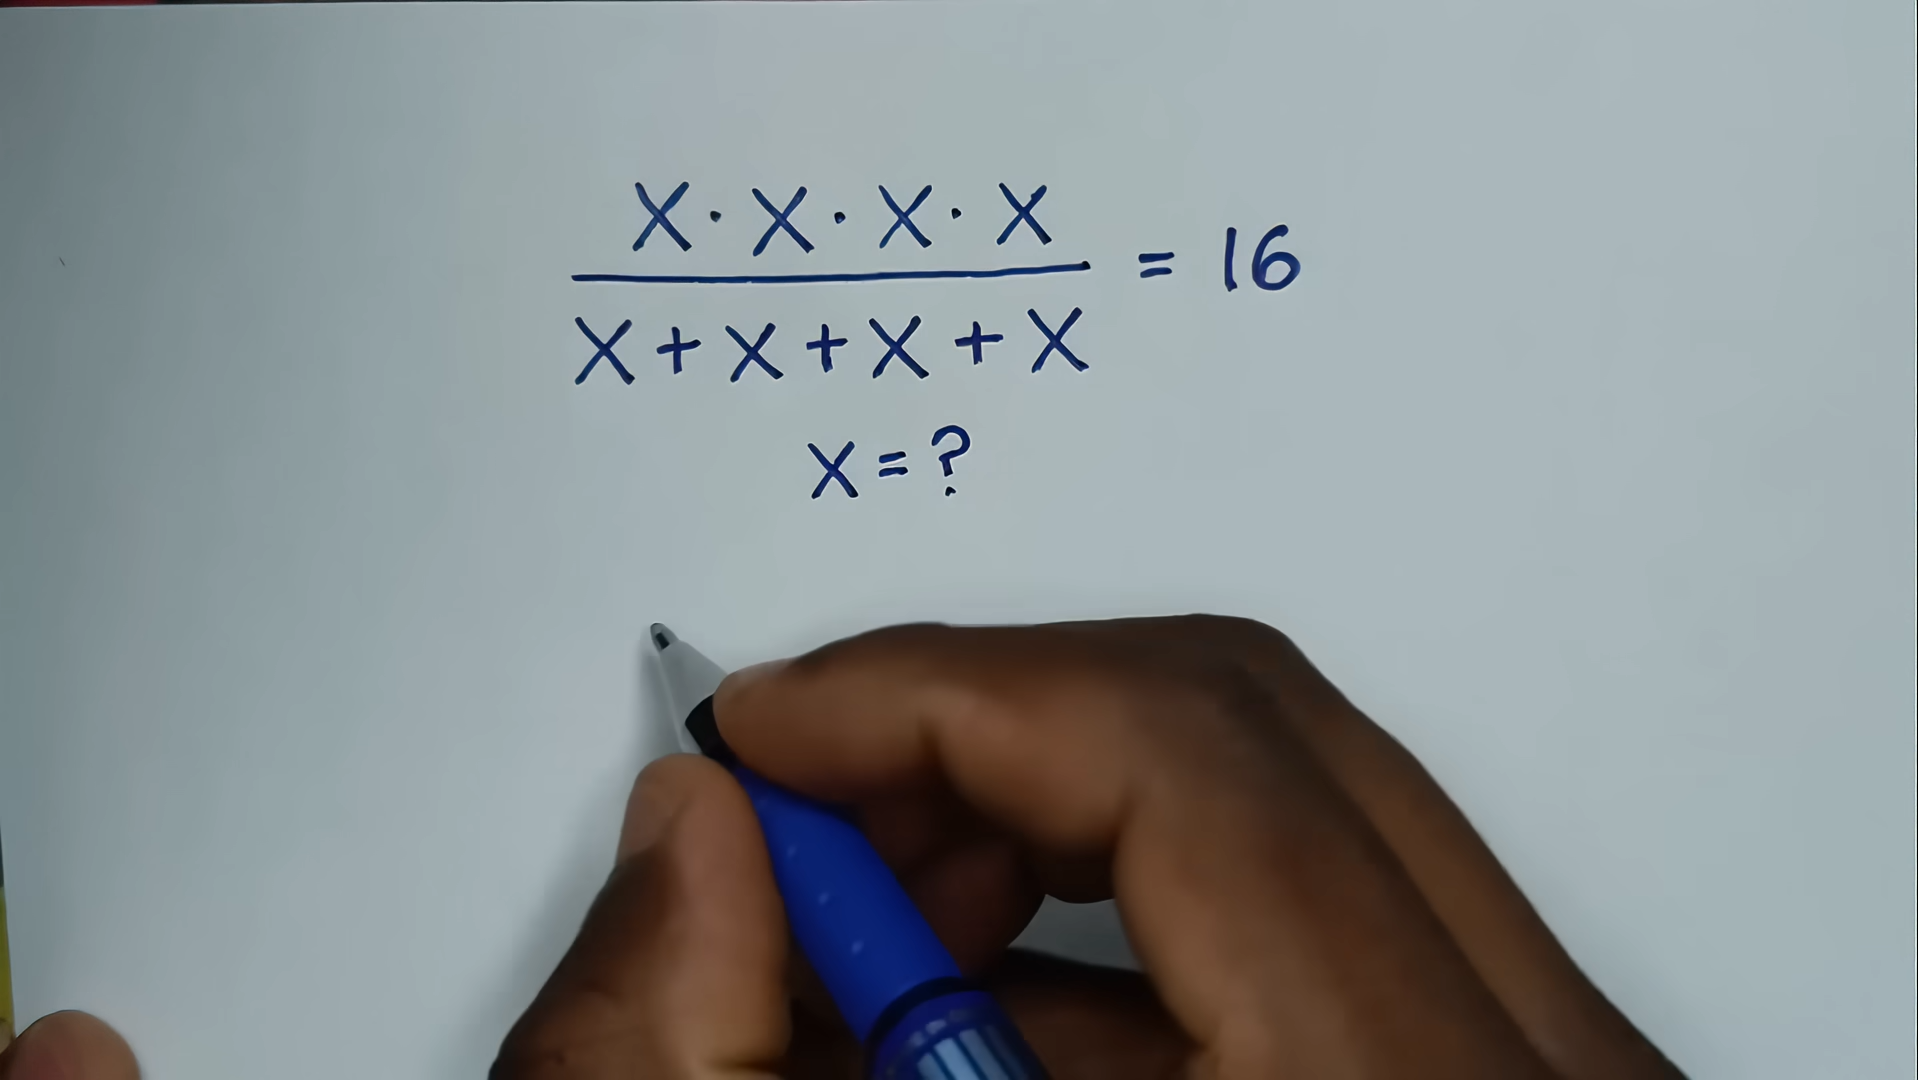 X · X · X · X
X + X + X + X = 16
X = ?